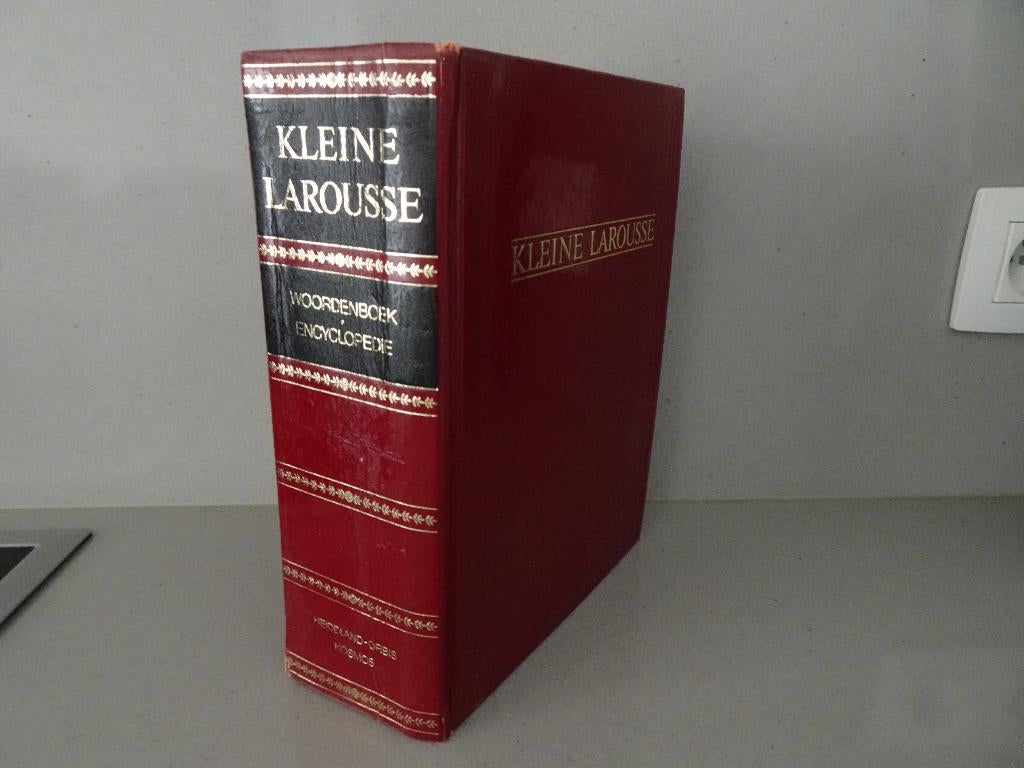 KLEINE
LAROUSSE
WOORDENBOEK
ENCYCLOPEDIE
HEIDELAND-ORBIS
KOSMOS
KLEINE LAROUSSE